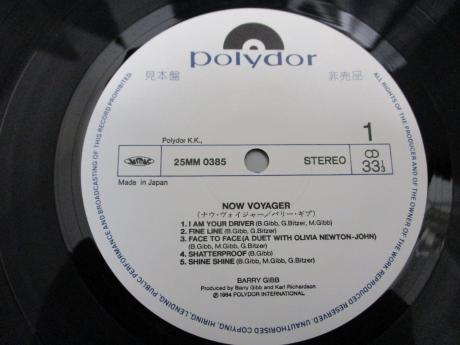 polydor
見本盤
非売品
Polydor K.K.,
1
25MM 0385
STEREO
33 1/3
Made in Japan
NOW VOYAGER
(ナウ・ヴォイジャー/バリー・ギブ)
1. I AM YOUR DRIVER (B.Gibb, G.Bitzer, M.Gibb)
2. FINE LINE (B.Gibb, G.Bitzer)
3. FACE TO FACE (A DUET WITH OLIVIA NEWTON-JOHN)
(B.Gibb, M.Gibb, G.Bitzer)
4. SHATTERPROOF (B.Gibb, M.Gibb)
5. SHINE SHINE (B.Gibb, M.Gibb, G.Bitzer)
BARRY GIBB
Produced by Barry Gibb and Karl Richardson
℗1984 POLYDOR INTERNATIONAL
ALL RIGHTS OF THE PRODUCER AND OF THE OWNER OF THE WORK REPRODUCED RESERVED. UNAUTHORISED COPYING, HIRING, LENDING, PUBLIC PERFORMANCE AND BROADCASTING OF THIS RECORD PROHIBITED.